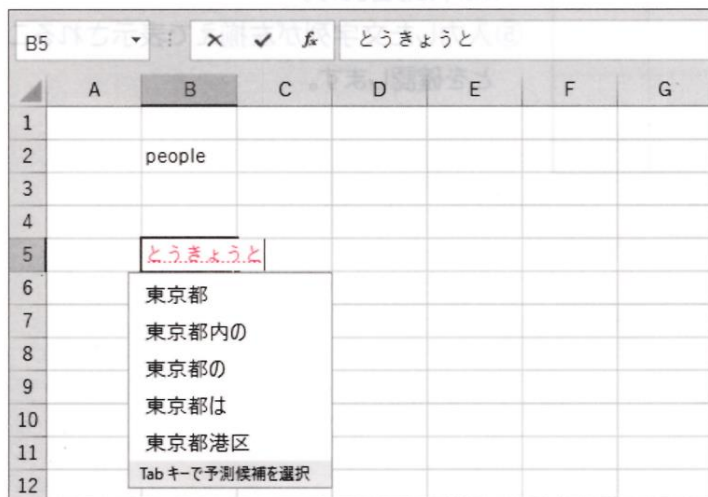 B5 とうきょうと
A B C D E F G
1
2 people
3
4
5 とうきょうと
6 東京都
7 東京都内の
8 東京都の
9 東京都は
10
11 東京都港区
12 Tab キーで予測候補を選択